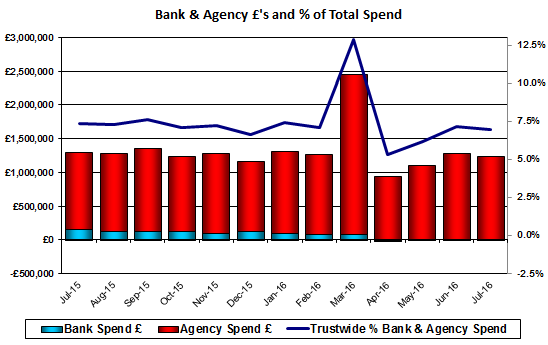 Bank & Agency £'s and % of Total Spend
£3,000,000
£2,500,000
£2,000,000
£1,500,000
£1,000,000
£500,000
£0
-£500,000
12.5%
10.0%
7.5%
5.0%
2.5%
0.0%
-2.5%
Jul-15
Aug-15
Sep-15
Oct-15
Nov-15
Dec-15
Jan-16
Feb-16
Mar-16
Apr-16
May-16
Jun-16
Jul-16
Bank Spend £ Agency Spend £ Trustwide % Bank & Agency Spend